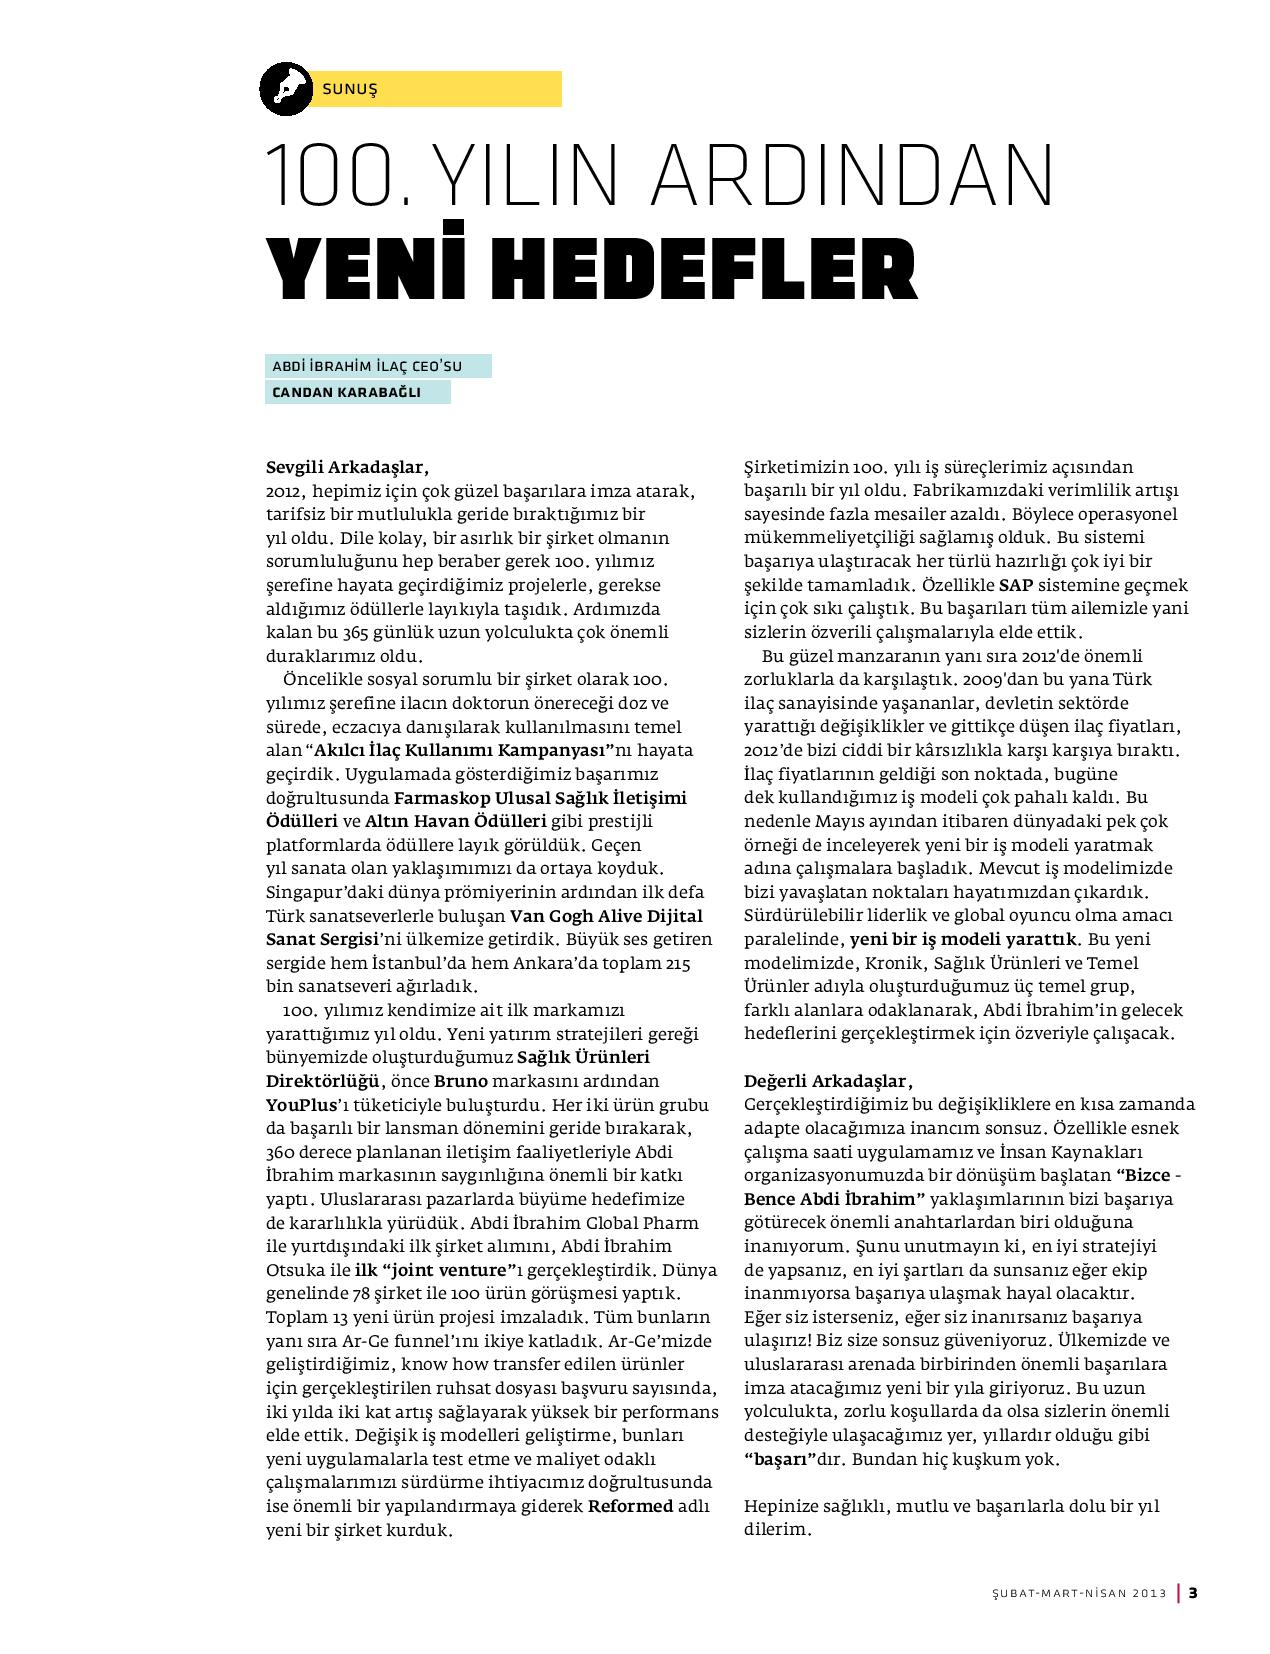 SUNUŞ
100. YILIN ARDINDAN
YENİ HEDEFLER
ABDİ İBRAHİM İLAÇ CEO'SU
CANDAN KARABAĞLI
Sevgili Arkadaşlar,
2012, hepimiz için çok güzel başarılara imza atarak,
tarifsiz bir mutlulukla geride bıraktığımız bir
yıl oldu. Dile kolay, bir asırlık bir şirket olmanın
sorumluluğunu hep beraber gerek 100. yılımız
şerefine hayata geçirdiğimiz projelerle, gerekse
aldığımız ödüllerle layıkıyla taşıdık. Ardımızda
kalan bu 365 günlük uzun yolculukta çok önemli
duraklarımız oldu.
Öncelikle sosyal sorumlu bir şirket olarak 100.
yılımız şerefine ilacın doktorun önereceği doz ve
sürede, eczacıya danışılarak kullanılmasını temel
alan “Akılcı İlaç Kullanımı Kampanyası”nı hayata
geçirdik. Uygulamada gösterdiğimiz başarımız
doğrultusunda Farmaskop Ulusal Sağlık İletişimi
Ödülleri ve Altın Havan Ödülleri gibi prestijli
platformlarda ödüllere layık görüldük. Geçen
yıl sanata olan yaklaşımımızı da ortaya koyduk.
Singapur’daki dünya prömiyerinin ardından ilk defa
Türk sanatseverlerle buluşan Van Gogh Alive Dijital
Sanat Sergisi’ni ülkemize getirdik. Büyük ses getiren
sergide hem İstanbul’da hem Ankara’da toplam 215
bin sanatseveri ağırladık.
100. yılımız kendimize ait ilk markamızı
yarattığımız yıl oldu. Yeni yatırım stratejileri gereği
bünyemizde oluşturduğumuz Sağlık Ürünleri
Direktörlüğü, önce Bruno markasını ardından
YouPlus’ı tüketiciyle buluşturdu. Her iki ürün grubu
da başarılı bir lansman dönemini geride bırakarak,
360 derece planlanan iletişim faaliyetleriyle Abdi
İbrahim markasının saygınlığına önemli bir katkı
yaptı. Uluslararası pazarlarda büyüme hedefimize
de kararlılıkla yürüdük. Abdi İbrahim Global Pharm
ile yurtdışındaki ilk şirket alımını, Abdi İbrahim
Otsuka ile ilk “joint venture”ı gerçekleştirdik. Dünya
genelinde 78 şirket ile 100 ürün görüşmesi yaptık.
Toplam 13 yeni ürün projesi imzaladık. Tüm bunların
yanı sıra Ar-Ge funnel’ını ikiye katladık. Ar-Ge’mizde
geliştirdiğimiz, know how transfer edilen ürünler
için gerçekleştirilen ruhsat dosyası başvuru sayısında,
iki yılda iki kat artış sağlayarak yüksek bir performans
elde ettik. Değişik iş modelleri geliştirme, bunları
yeni uygulamalarla test etme ve maliyet odaklı
çalışmalarımızı sürdürme ihtiyacımız doğrultusunda
ise önemli bir yapılandırmaya giderek Reformed adlı
yeni bir şirket kurduk.
Şirketimizin 100. yılı iş süreçlerimiz açısından
başarılı bir yıl oldu. Fabrikamızdaki verimlilik artışı
sayesinde fazla mesailer azaldı. Böylece operasyonel
mükemmeliyetçiliği sağlamış olduk. Bu sistemi
başarıya ulaştıracak her türlü hazırlığı çok iyi bir
şekilde tamamladık. Özellikle SAP sistemine geçmek
için çok sıkı çalıştık. Bu başarıları tüm ailemizle yani
sizlerin özverili çalışmalarıyla elde ettik.
Bu güzel manzaranın yanı sıra 2012'de önemli
zorluklarla da karşılaştık. 2009'dan bu yana Türk
ilaç sanayisinde yaşananlar, devletin sektörde
yarattığı değişiklikler ve gittikçe düşen ilaç fiyatları,
2012’de bizi ciddi bir kârsızlıkla karşı karşıya bıraktı.
İlaç fiyatlarının geldiği son noktada, bugüne
dek kullandığımız iş modeli çok pahalı kaldı. Bu
nedenle Mayıs ayından itibaren dünyadaki pek çok
örneği de inceleyerek yeni bir iş modeli yaratmak
adına çalışmalara başladık. Mevcut iş modelimizde
bizi yavaşlatan noktaları hayatımızdan çıkardık.
Sürdürülebilir liderlik ve global oyuncu olma amacı
paralelinde, yeni bir iş modeli yarattık. Bu yeni
modelimizde, Kronik, Sağlık Ürünleri ve Temel
Ürünler adıyla oluşturduğumuz üç temel grup,
farklı alanlara odaklanarak, Abdi İbrahim’in gelecek
hedeflerini gerçekleştirmek için özveriyle çalışacak.
Değerli Arkadaşlar,
Gerçekleştirdiğimiz bu değişikliklere en kısa zamanda
adapte olacağımıza inancım sonsuz. Özellikle esnek
çalışma saati uygulamamız ve İnsan Kaynakları
organizasyonumuzda bir dönüşüm başlatan “Bizce -
Bence Abdi İbrahim” yaklaşımlarının bizi başarıya
götürecek önemli anahtarlardan biri olduğuna
inanıyorum. Şunu unutmayın ki, en iyi stratejiyi
de yapsanız, en iyi şartları da sunsanız eğer ekip
inanmıyorsa başarıya ulaşmak hayal olacaktır.
Eğer siz isterseniz, eğer siz inanırsanız başarıya
ulaşırız! Biz size sonsuz güveniyoruz. Ülkemizde ve
uluslararası arenada birbirinden önemli başarılara
imza atacağımız yeni bir yıla giriyoruz. Bu uzun
yolculukta, zorlu koşullarda da olsa sizlerin önemli
desteğiyle ulaşacağımız yer, yıllardır olduğu gibi
“başarı”dır. Bundan hiç kuşkum yok.
Hepinize sağlıklı, mutlu ve başarılarla dolu bir yıl
dilerim.
ŞUBAT-MART-NİSAN 2013 | 3